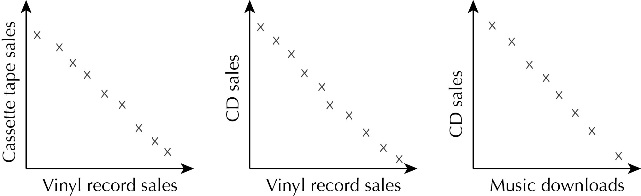 Cassette tape sales
Vinyl record sales
CD sales
Vinyl record sales
CD sales
Music downloads